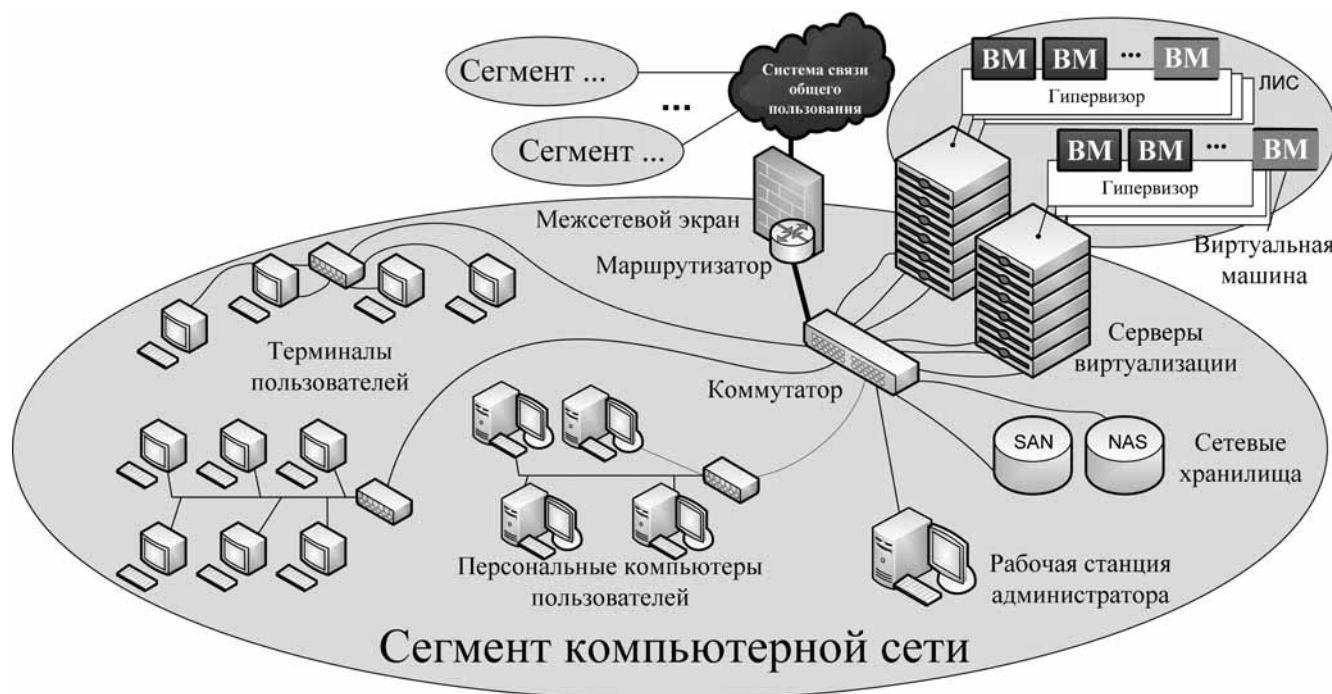 Сегмент ...
...
Сегмент ...
Система связи
общего
пользования
ВМ ВМ ... ВМ
Гипервизор
ЛИС
ВМ ВМ ... ВМ
Гипервизор
Виртуальная
машина
Межсетевой экран
Маршрутизатор
Терминалы
пользователей
Коммутатор
Серверы
виртуализации
SAN
NAS
Сетевые
хранилища
Персональные компьютеры
пользователей
Рабочая станция
администратора
Сегмент компьютерной сети